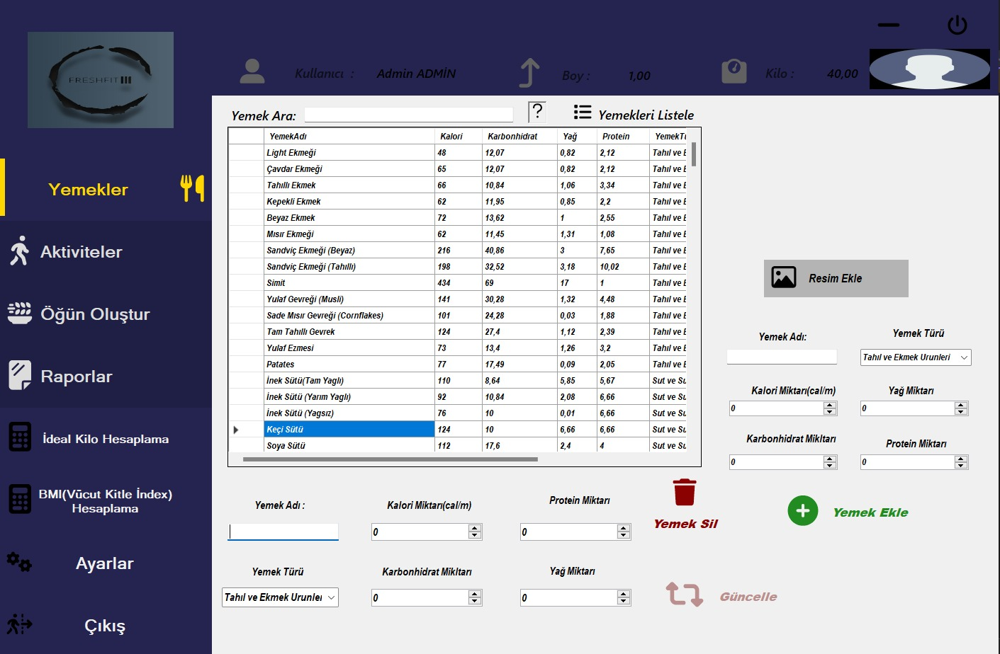 FRESHFIT
Kullanıcı : Admin ADMİN
Boy : 1,00
Kilo : 40,00
Yemekler
Aktiviteler
Öğün Oluştur
Raporlar
İdeal Kilo Hesaplama
BMI(Vücut Kitle İndex)
Hesaplama
Ayarlar
Çıkış
Yemek Ara: ? Yemekleri Listele
YemekAdı Kalori Karbonhidrat Yağ Protein
Light Ekmeği 48 12,07 0,82 2,12 Tahıl ve
Çavdar Ekmeği 65 12,07 0,82 2,12 Tahıl ve
Tahıllı Ekmek 66 10,84 1,06 3,34 Tahıl ve
Kepekli Ekmek 62 11,95 0,85 2,2 Tahıl ve
Beyaz Ekmek 72 13,62 1 2,55 Tahıl ve
Mısır Ekmeği 62 11,45 1,31 1,08 Tahıl ve
Sandviç Ekmeği (Beyaz) 216 40,86 3 7,65 Tahıl ve
Sandviç Ekmeği (Tahıllı) 198 32,52 3,18 10,02 Tahıl ve
Simit 434 69 17 1 Tahıl ve
Yulaf Gevreği (Musli) 141 30,28 1,32 4,48 Tahıl ve
Sade Mısır Gevreği (Cornflakes) 101 24,28 0,03 1,88 Tahıl ve
Tam Tahıllı Gevrek 124 27,4 1,12 2,39 Tahıl ve
Yulaf Ezmesi 73 13,4 1,26 3,2 Tahıl ve
Patates 77 17,49 0,09 2,05 Tahıl ve
İnek Sütü(Tam Yaglı) 110 8,64 5,85 5,67 Sut ve
İnek Sütü (Yarım Yaglı) 92 10,84 2,08 6,66 Sut ve
İnek Sütü (Yagsız) 76 10 0,01 6,66 Sut ve
Keçi Sütü 124 10 6,66 6,66 Sut ve
Soya Sütü 112 17,6 2,4 4 Sut ve
Resim Ekle
Yemek Adı: Yemek Türü
Tahıl ve Ekmek Urunleri
Kalori Miktarı(cal/m) Yağ Miktarı
0 0
Karbonhidrat Mikltarı Protein Miktarı
0 0
Yemek Ekle
Yemek Adı : Kalori Miktarı(cal/m) Protein Miktarı
0 0
Yemek Sil
Yemek Türü Karbonhidrat Mikltarı Yağ Miktarı
Tahıl ve Ekmek Urunler 0 0
Güncelle